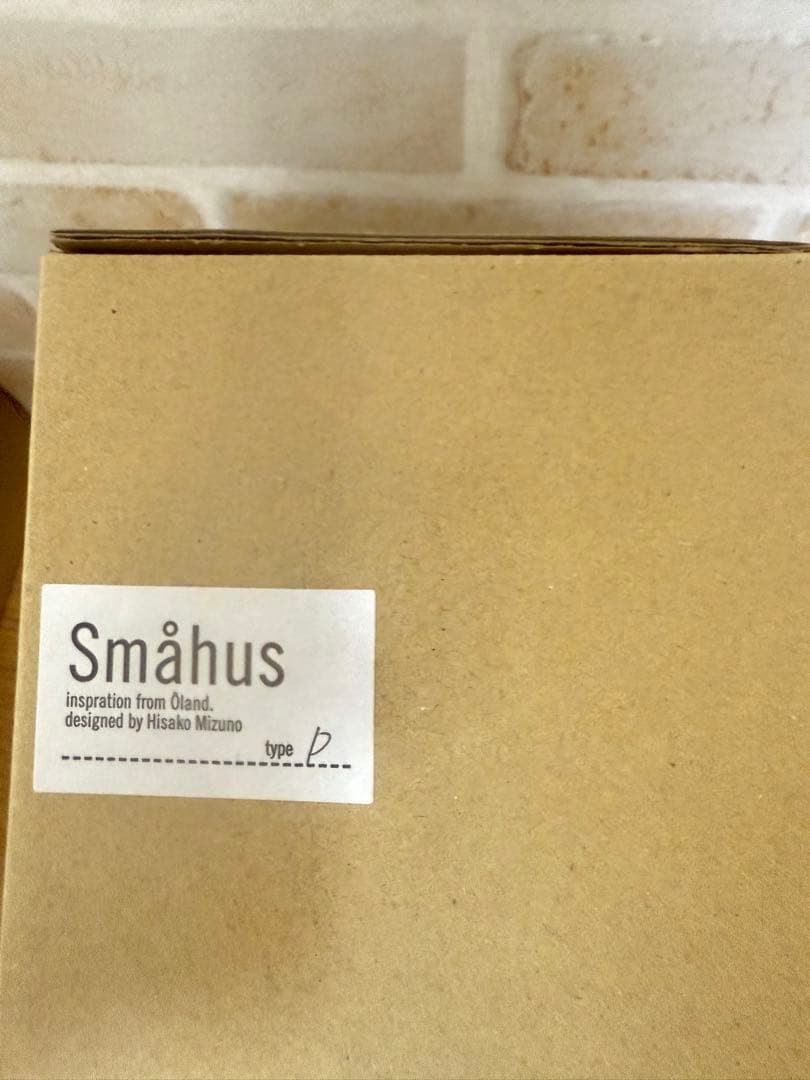 Småhus
inspration from Öland.
designed by Hisako Mizuno
type D